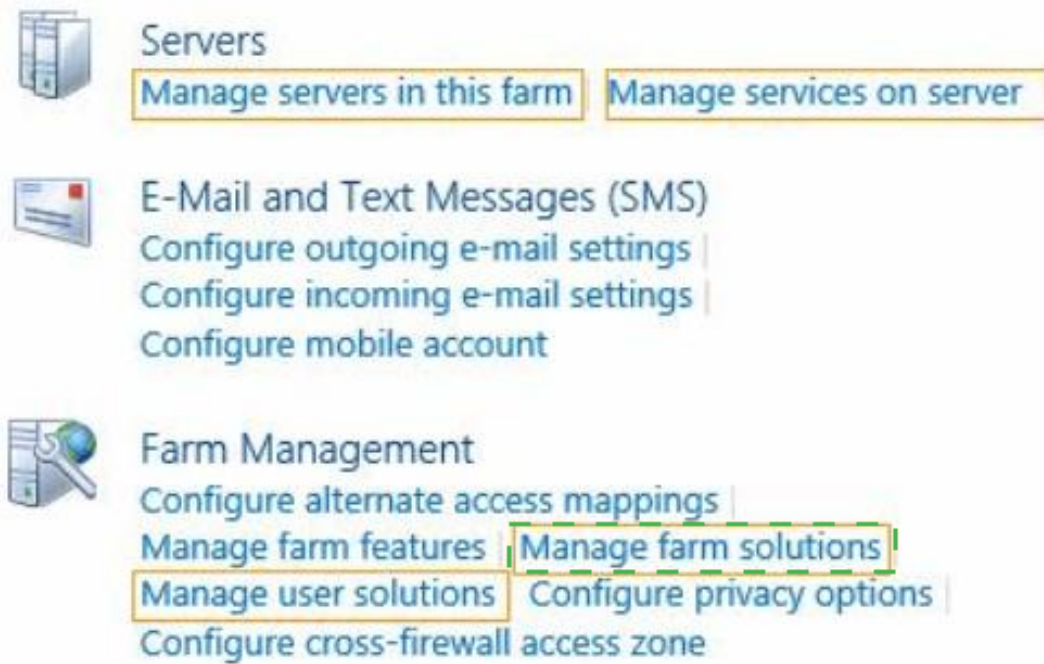 Servers
Manage servers in this farm | Manage services on server
E-Mail and Text Messages (SMS)
Configure outgoing e-mail settings |
Configure incoming e-mail settings |
Configure mobile account
Farm Management
Configure alternate access mappings |
Manage farm features | Manage farm solutions
Manage user solutions | Configure privacy options |
Configure cross-firewall access zone